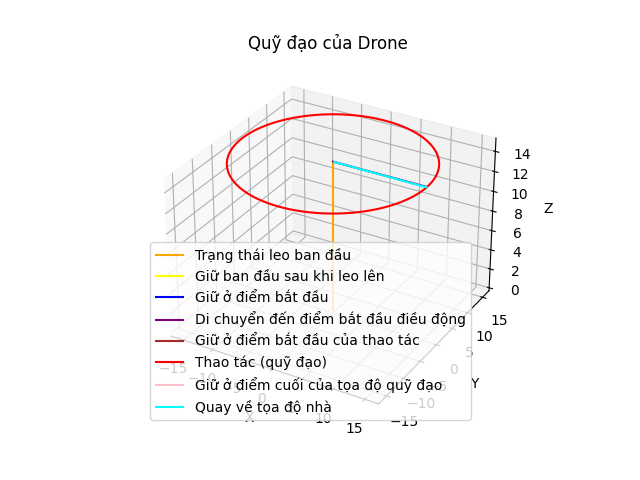 Quỹ đạo của Drone
14
12
10
8
6
4
2
0
Z
15
10
5
0
−5
−10
−15
Y
−15
−10
−5
0
10
15
X
Trạng thái leo ban đầu
Giữ ban đầu sau khi leo lên
Giữ ở điểm bắt đầu
Di chuyển đến điểm bắt đầu điều động
Giữ ở điểm bắt đầu của thao tác
Thao tác (quỹ đạo)
Giữ ở điểm cuối của tọa độ quỹ đạo
Quay về tọa độ nhà